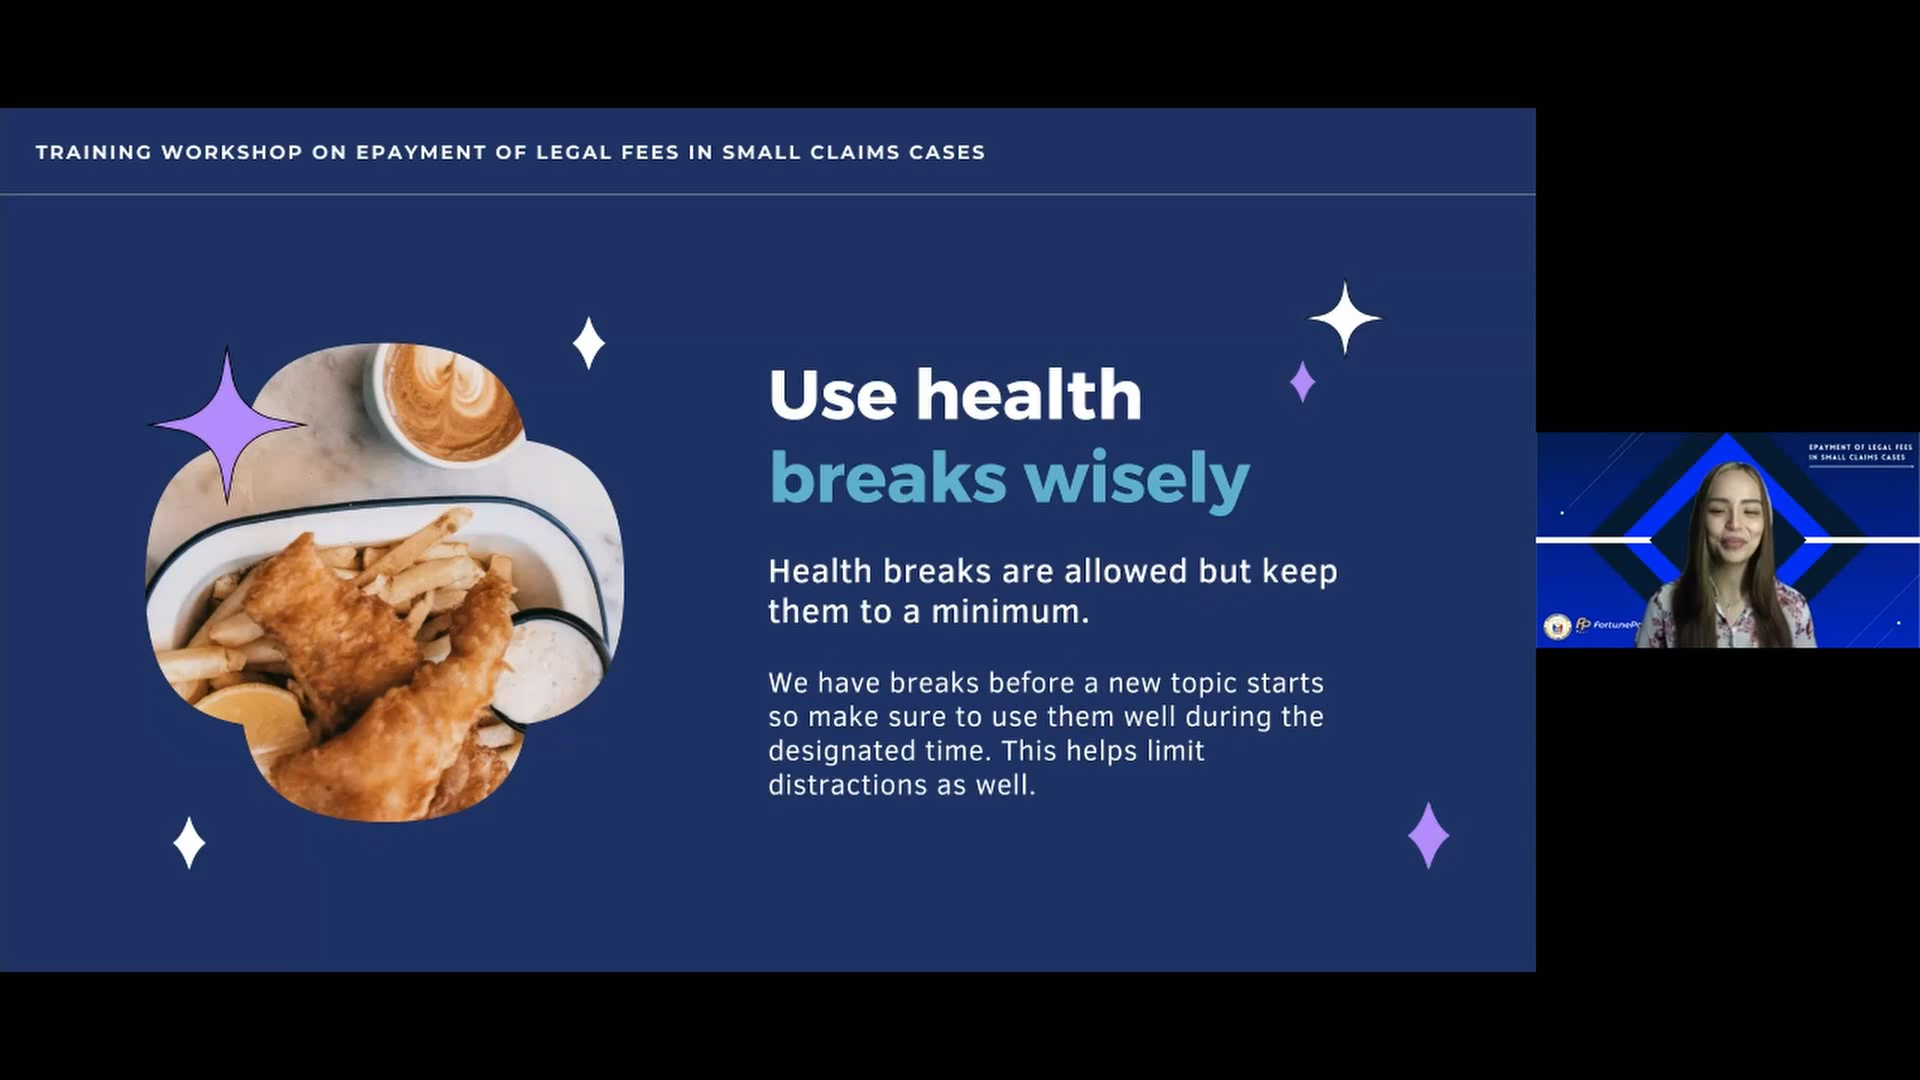 TRAINING WORKSHOP ON EPAYMENT OF LEGAL FEES IN SMALL CLAIMS CASES
Use health
breaks wisely
Health breaks are allowed but keep
them to a minimum.
We have breaks before a new topic starts
so make sure to use them well during the
designated time. This helps limit
distractions as well.
EPAYMENT OF LEGAL FEES
IN SMALL CLAIMS CASES